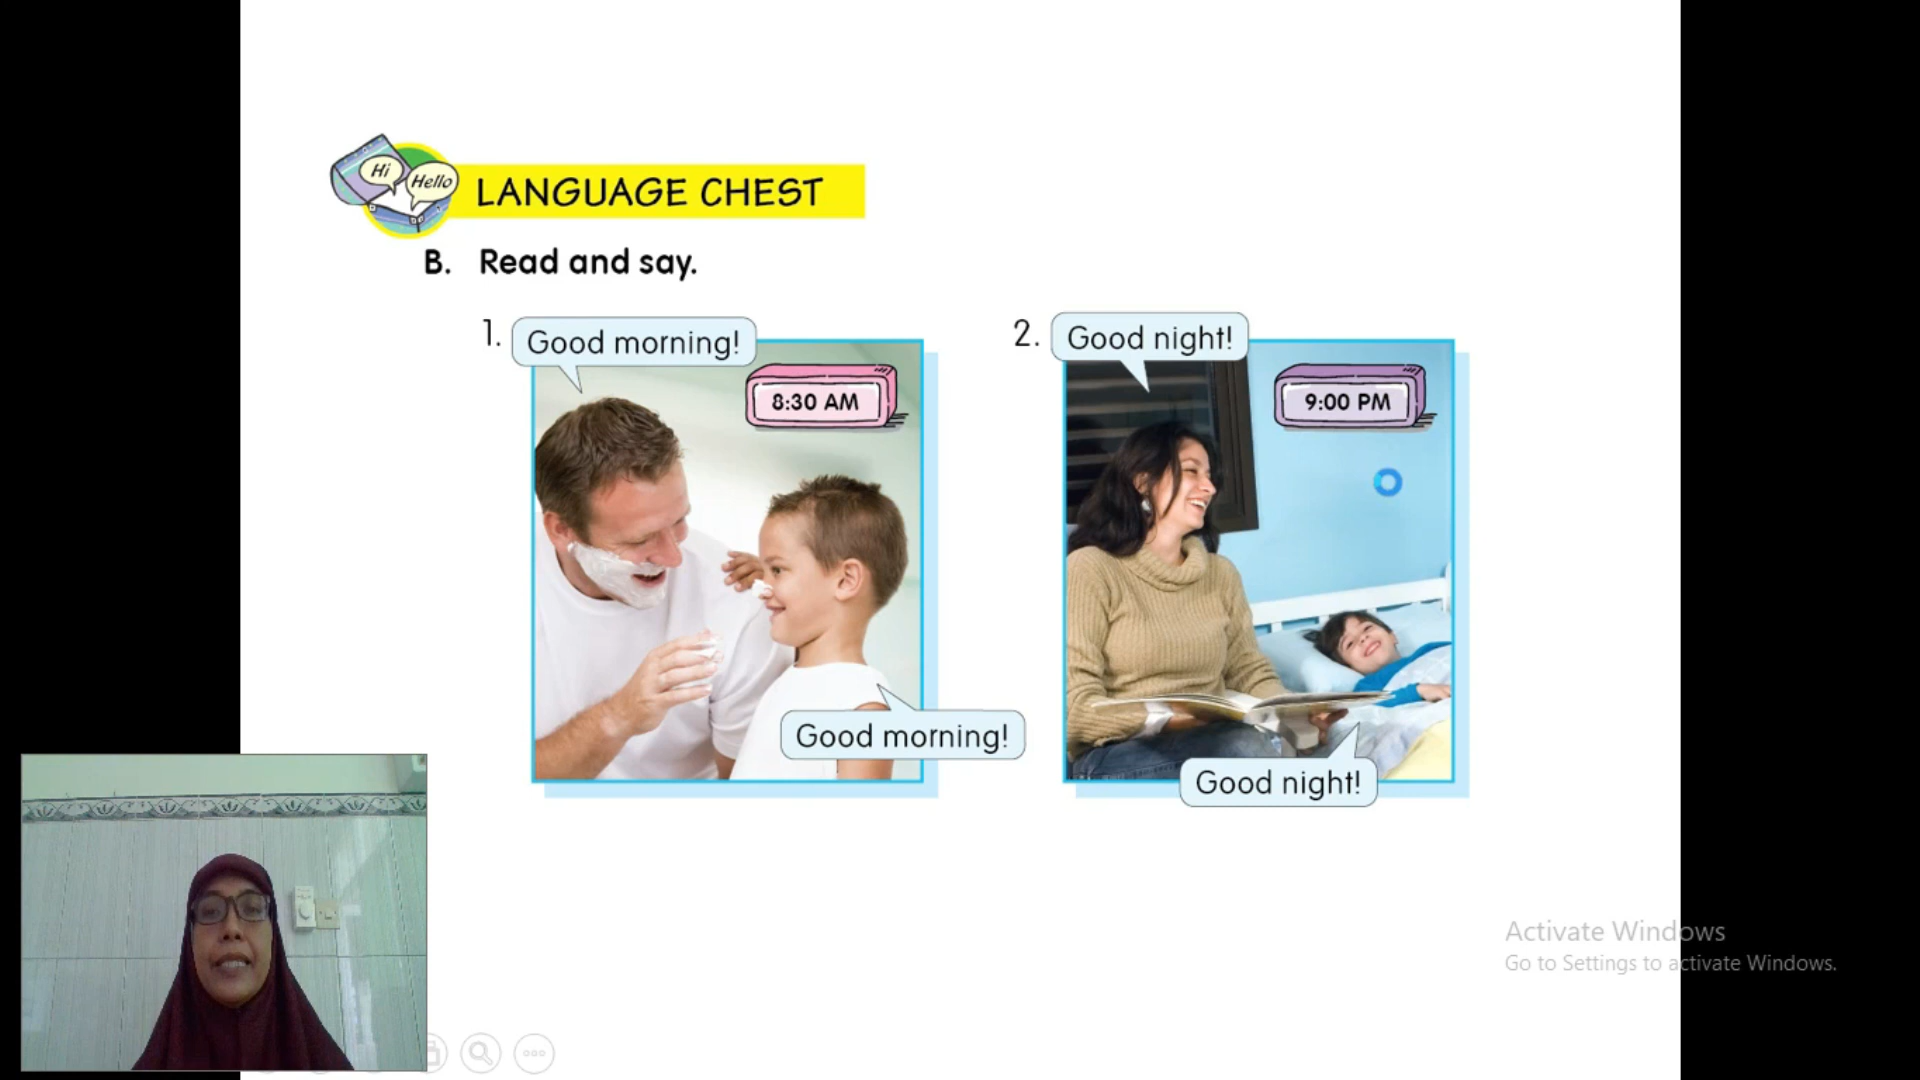 Hi
Hello
LANGUAGE CHEST
B. Read and say.
1. Good morning!
8:30 AM
Good morning!
2. Good night!
9:00 PM
Good night!
Activate Windows
Go to Settings to activate Windows.